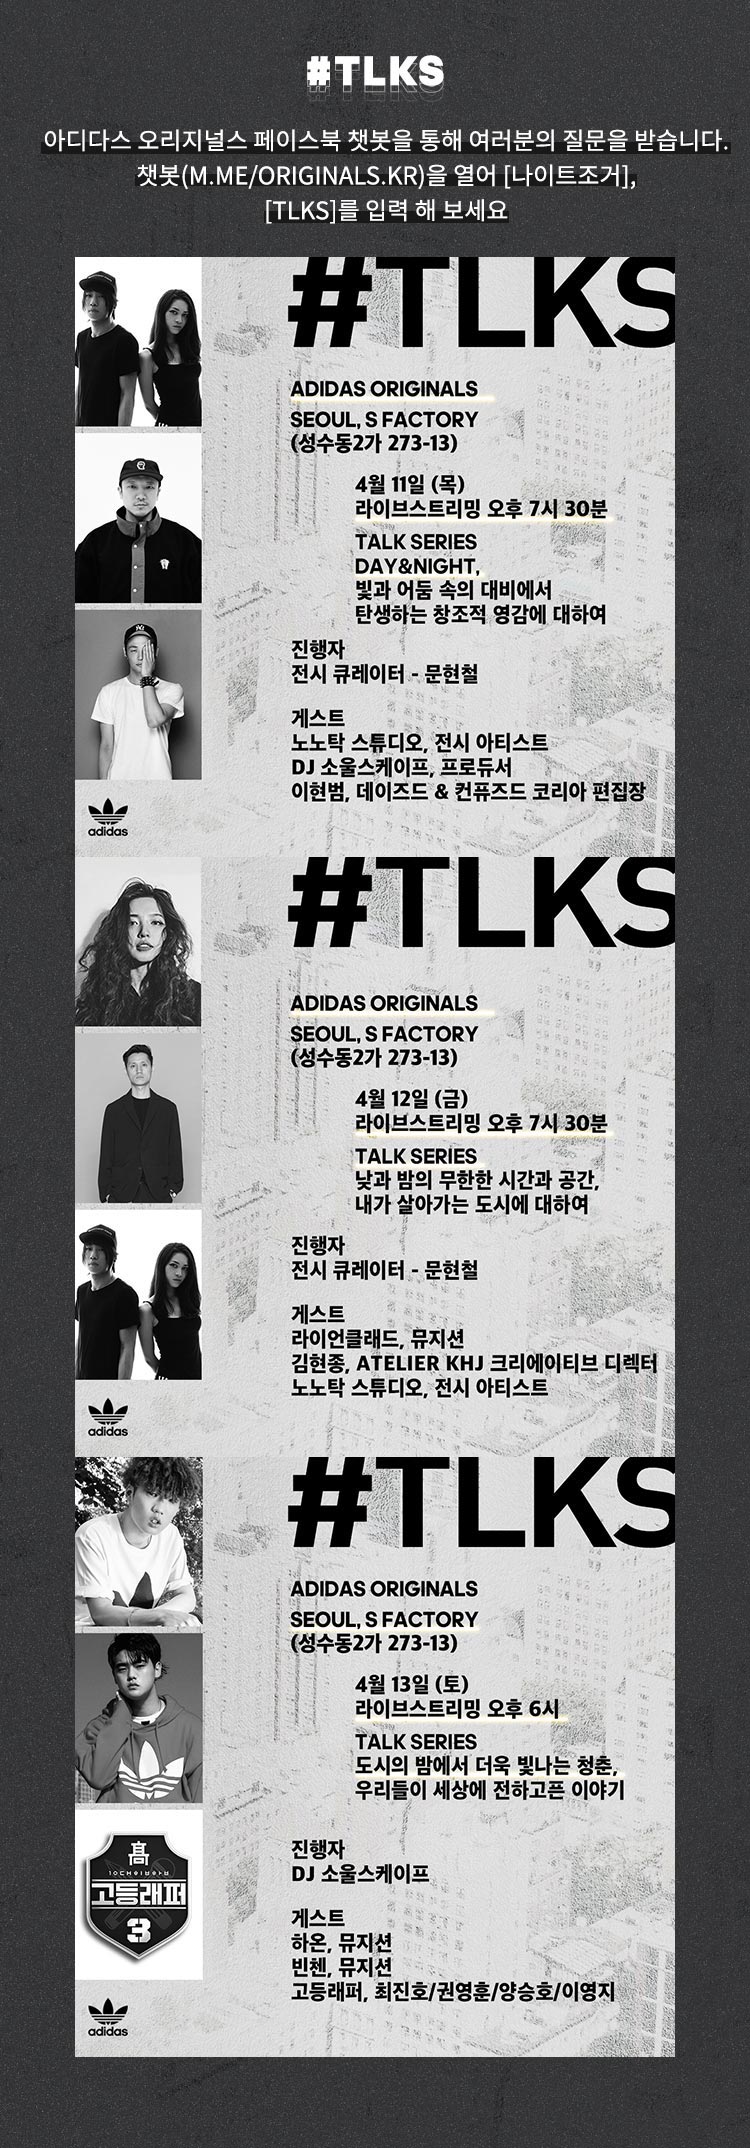 #TLKS
아디다스 오리지널스 페이스북 챗봇을 통해 여러분의 질문을 받습니다.
챗봇(M.ME/ORIGINALS.KR)을 열어 [나이트조거],
[TLKS]를 입력 해 보세요
#TLKS
ADIDAS ORIGINALS
SEOUL, S FACTORY
(성수동2가 273-13)
4월 11일 (목)
라이브스트리밍 오후 7시 30분
TALK SERIES
DAY&NIGHT,
빛과 어둠 속의 대비에서
탄생하는 창조적 영감에 대하여
진행자
전시 큐레이터 - 문현철
게스트
노노탁 스튜디오, 전시 아티스트
DJ 소울스케이프, 프로듀서
이현범, 데이즈드 & 컨퓨즈드 코리아 편집장
adidas
#TLKS
ADIDAS ORIGINALS
SEOUL, S FACTORY
(성수동2가 273-13)
4월 12일 (금)
라이브스트리밍 오후 7시 30분
TALK SERIES
낮과 밤의 무한한 시간과 공간,
내가 살아가는 도시에 대하여
진행자
전시 큐레이터 - 문현철
게스트
라이언클래드, 뮤지션
김현종, ATELIER KHJ 크리에이티브 디렉터
노노탁 스튜디오, 전시 아티스트
adidas
#TLKS
ADIDAS ORIGINALS
SEOUL, S FACTORY
(성수동2가 273-13)
4월 13일 (토)
라이브스트리밍 오후 6시
TALK SERIES
도시의 밤에서 더욱 빛나는 청춘,
우리들이 세상에 전하고픈 이야기
진행자
DJ 소울스케이프
게스트
하온, 뮤지션
빈첸, 뮤지션
고등래퍼, 최진호/권영훈/양승호/이영지
高
고등래퍼
3
adidas